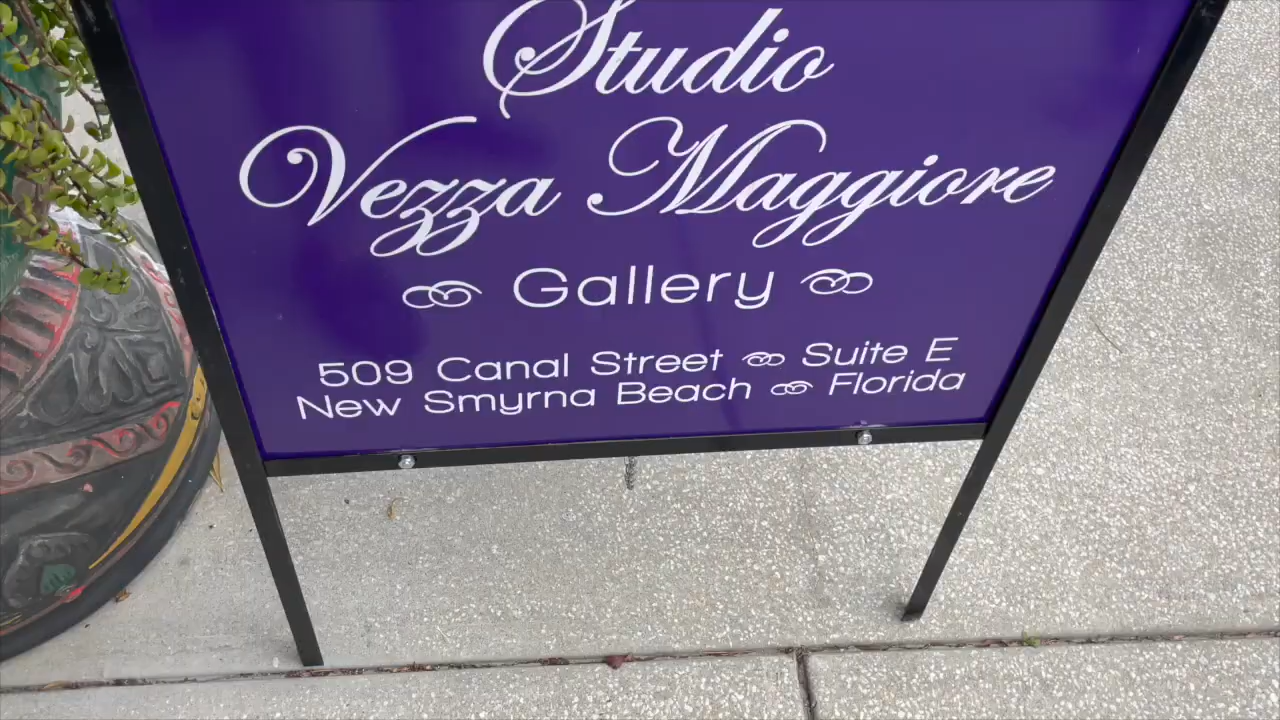 Studio
Vezza Maggiore
Gallery
509 Canal Street Suite E
New Smyrna Beach Florida